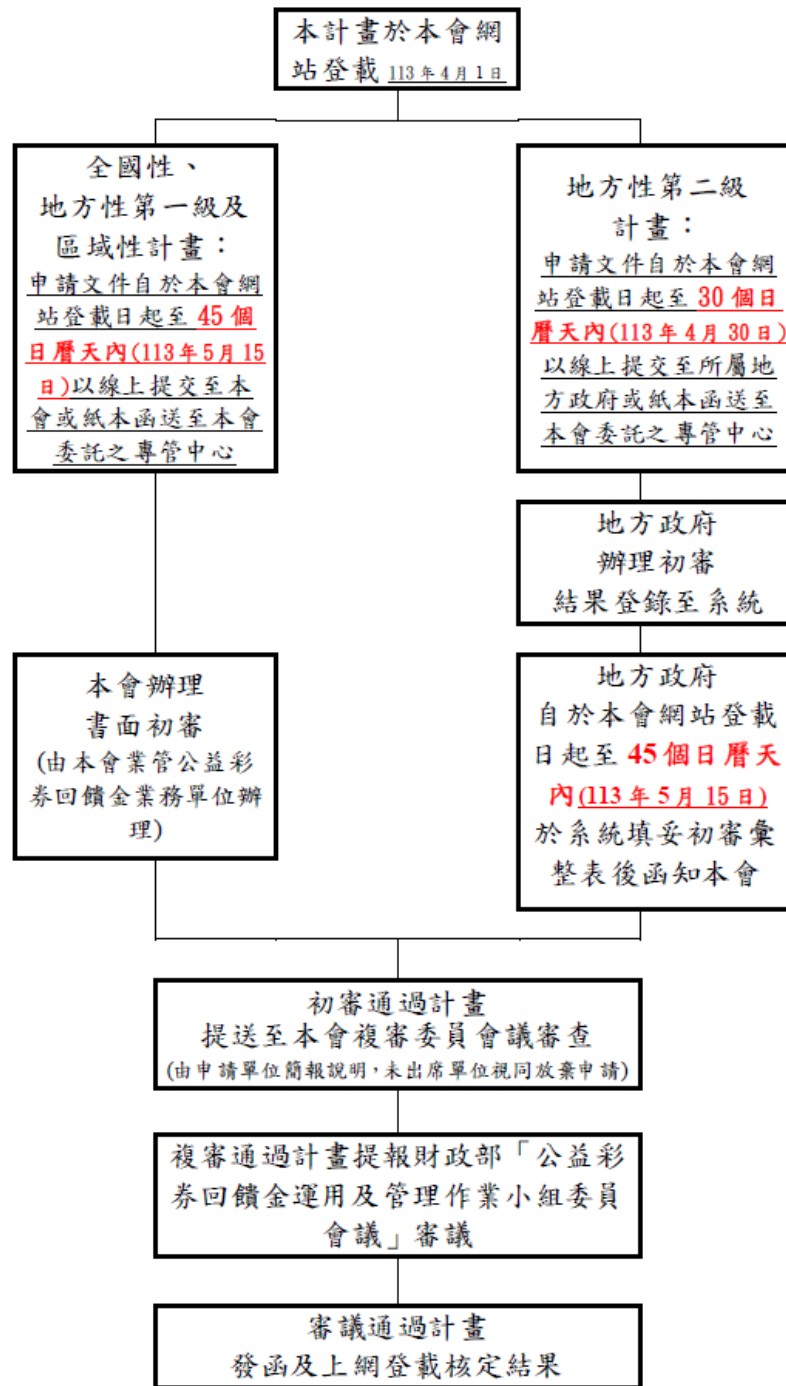 本計畫於本會網
站登載 113年4月1日
全國性、
地方性第一級及
區域性計畫：
申請文件自於本會網
站登載日起至 45個
日曆天內(113年5月15
日)以線上提交至本
會或紙本函送至本會
委託之專管中心
地方性第二級
計畫：
申請文件自於本會網
站登載日起至 30個日
曆天內(113年4月30日)
以線上提交至所屬地
方政府或紙本函送至
本會委託之專管中心
地方政府
辦理初審
結果登錄至系統
本會辦理
書面初審
(由本會業管公益彩
券回饋金業務單位辦
理)
地方政府
自於本會網站登載
日起至 45個日曆天
內(113年5月15日)
於系統填妥初審彙
整表後函知本會
初審通過計畫
提送至本會複審委員會議審查
(由申請單位簡報說明，未出席單位視同放棄申請)
複審通過計畫提報財政部「公益彩
券回饋金運用及管理作業小組委員
會議」審議
審議通過計畫
發函及上網登載核定結果